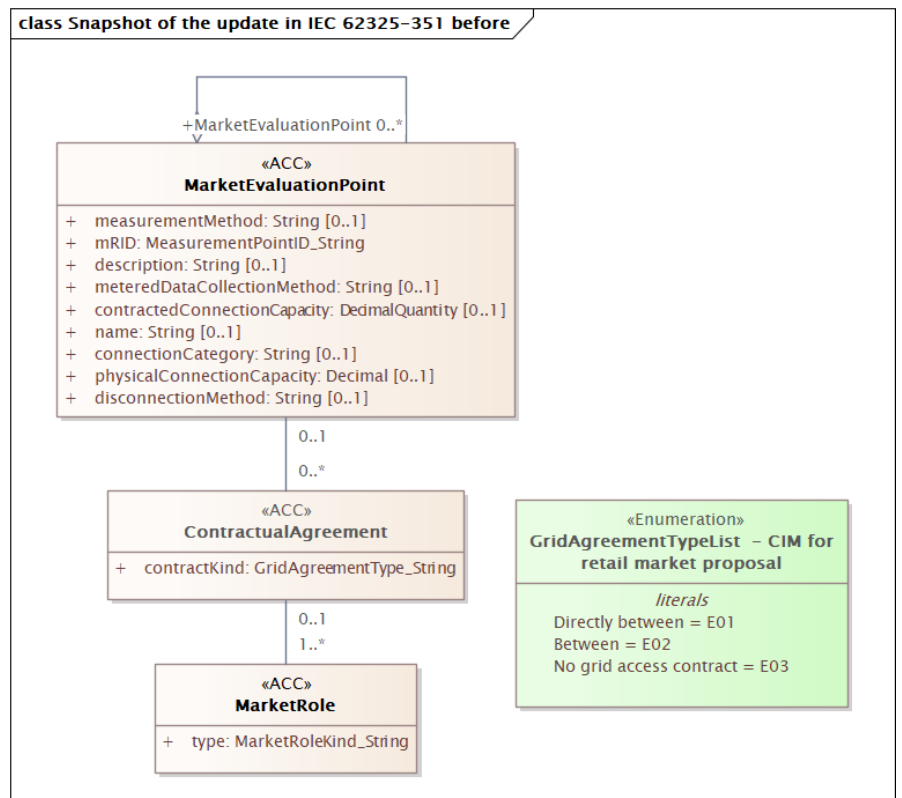 class Snapshot of the update in IEC 62325-351 before
+MarketEvaluationPoint 0..*
«ACC»
MarketEvaluationPoint
+ measurementMethod: String [0..1]
+ mRID: MeasurementPointID_String
+ description: String [0..1]
+ meteredDataCollectionMethod: String [0..1]
+ contractedConnectionCapacity: DecimalQuantity [0..1]
+ name: String [0..1]
+ connectionCategory: String [0..1]
+ physicalConnectionCapacity: Decimal [0..1]
+ disconnectionMethod: String [0..1]
0..1
0..*
«ACC»
ContractualAgreement
+ contractKind: GridAgreementType_String
0..1
1..*
«ACC»
MarketRole
+ type: MarketRoleKind_String
«Enumeration»
GridAgreementTypeList - CIM for
retail market proposal
literals
Directly between = E01
Between = E02
No grid access contract = E03